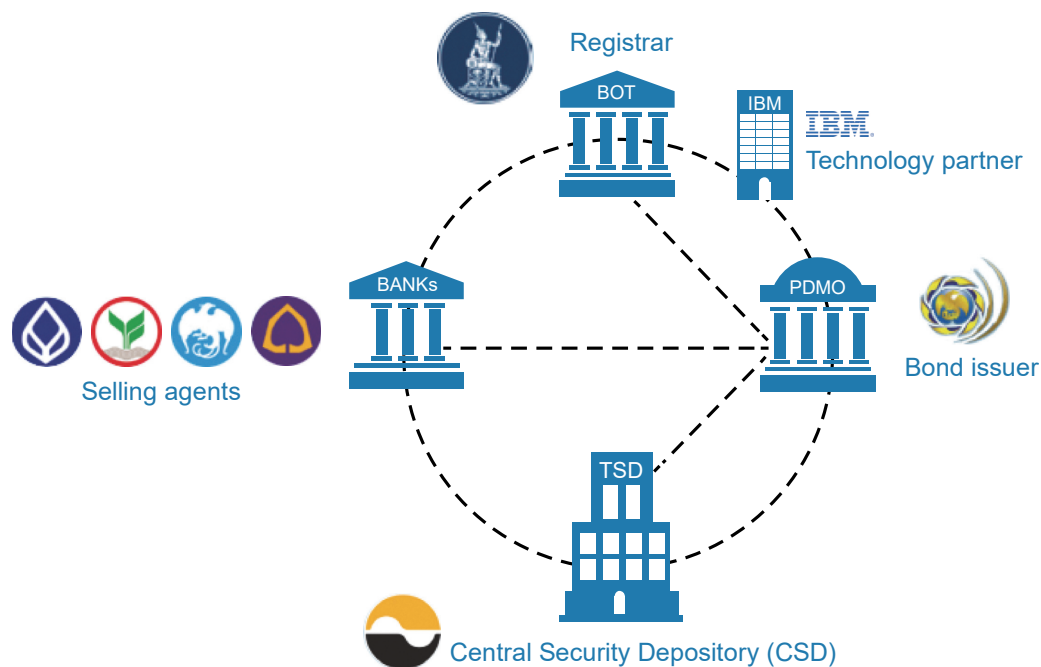 Registrar
BOT
IBM
IBM
Technology partner
BANKs
PDMO
Selling agents
Bond issuer
TSD
Central Security Depository (CSD)